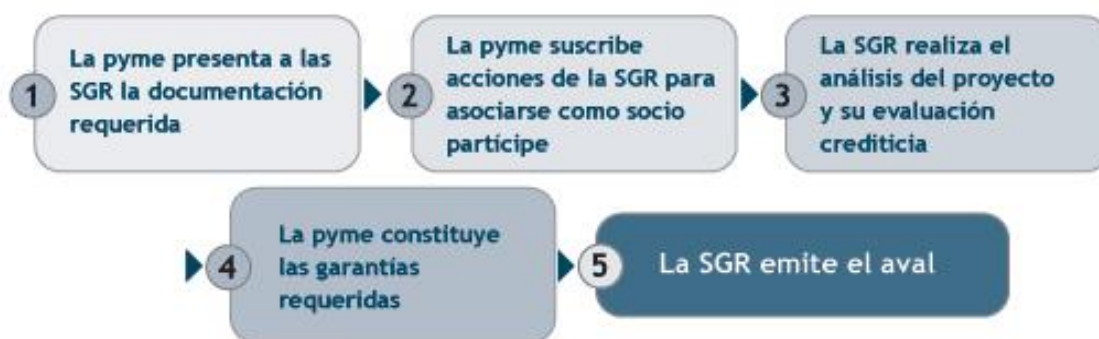 1
La pyme presenta a las
SGR la documentación
requerida
2
La pyme suscribe
acciones de la SGR para
asociarse como socio
partícipe
3
La SGR realiza el
análisis del proyecto
y su evaluación
crediticia
4
La pyme constituye
las garantías
requeridas
5
La SGR emite el aval